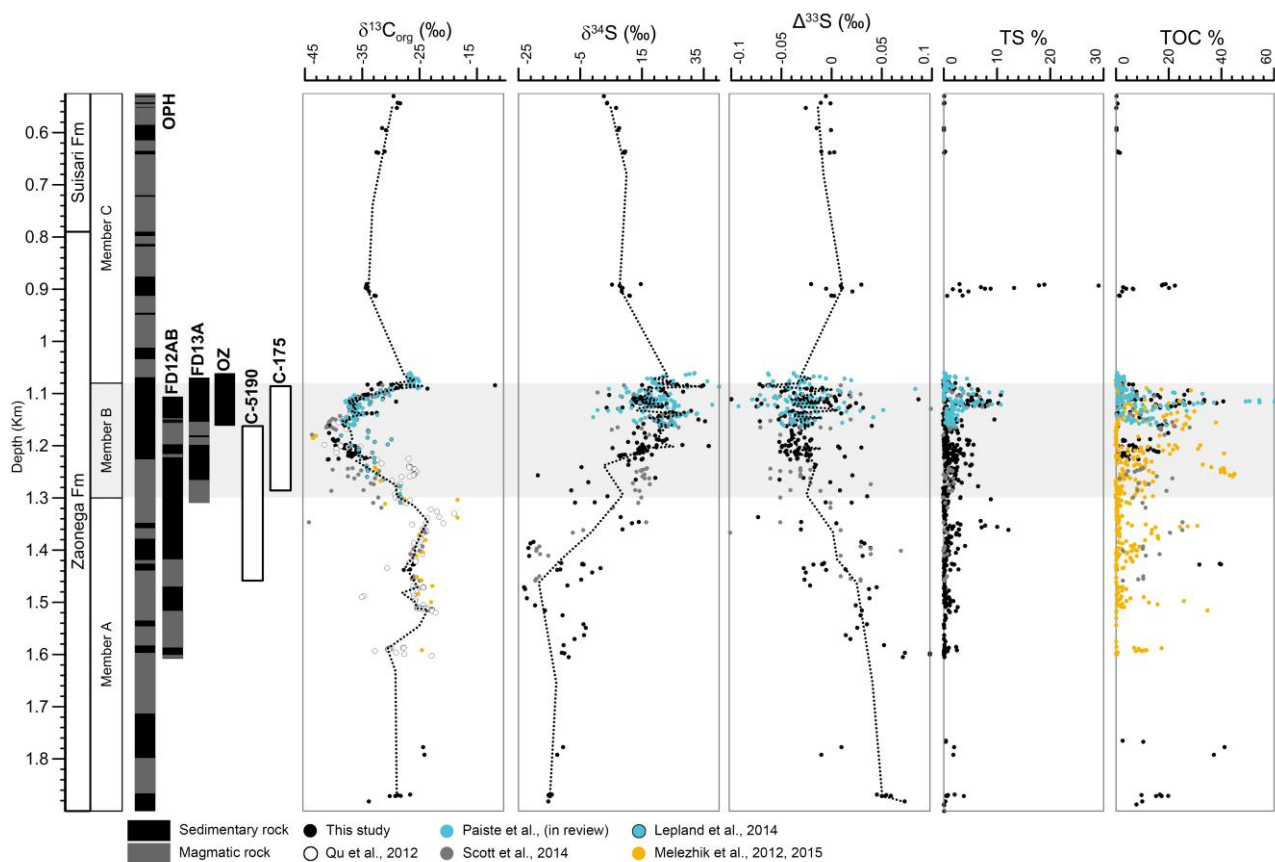 δ¹³C_org (‰) δ³⁴S (‰) Δ³³S (‰) TS % TOC %
-45 -35 -25 -15
-25 -5 15 35
-0.1 -0.05 0 0.05 0.1
0 10 20 30
0 20 40 60
Depth (Km)
0.6
0.7
0.8
0.9
1
1.1
1.20
1.3
1.4
1.5
1.6
1.7
1.8
Suisari Fm
Zaonega Fm
Member C
Member B
Member A
OPH
FD12AB
FD13A
OZ
C-5190
C-175
Sedimentary rock This study Paiste et al., (in review) Lepland et al., 2014
Magmatic rock Qu et al., 2012 Scott et al., 2014 Melezhik et al., 2012, 2015